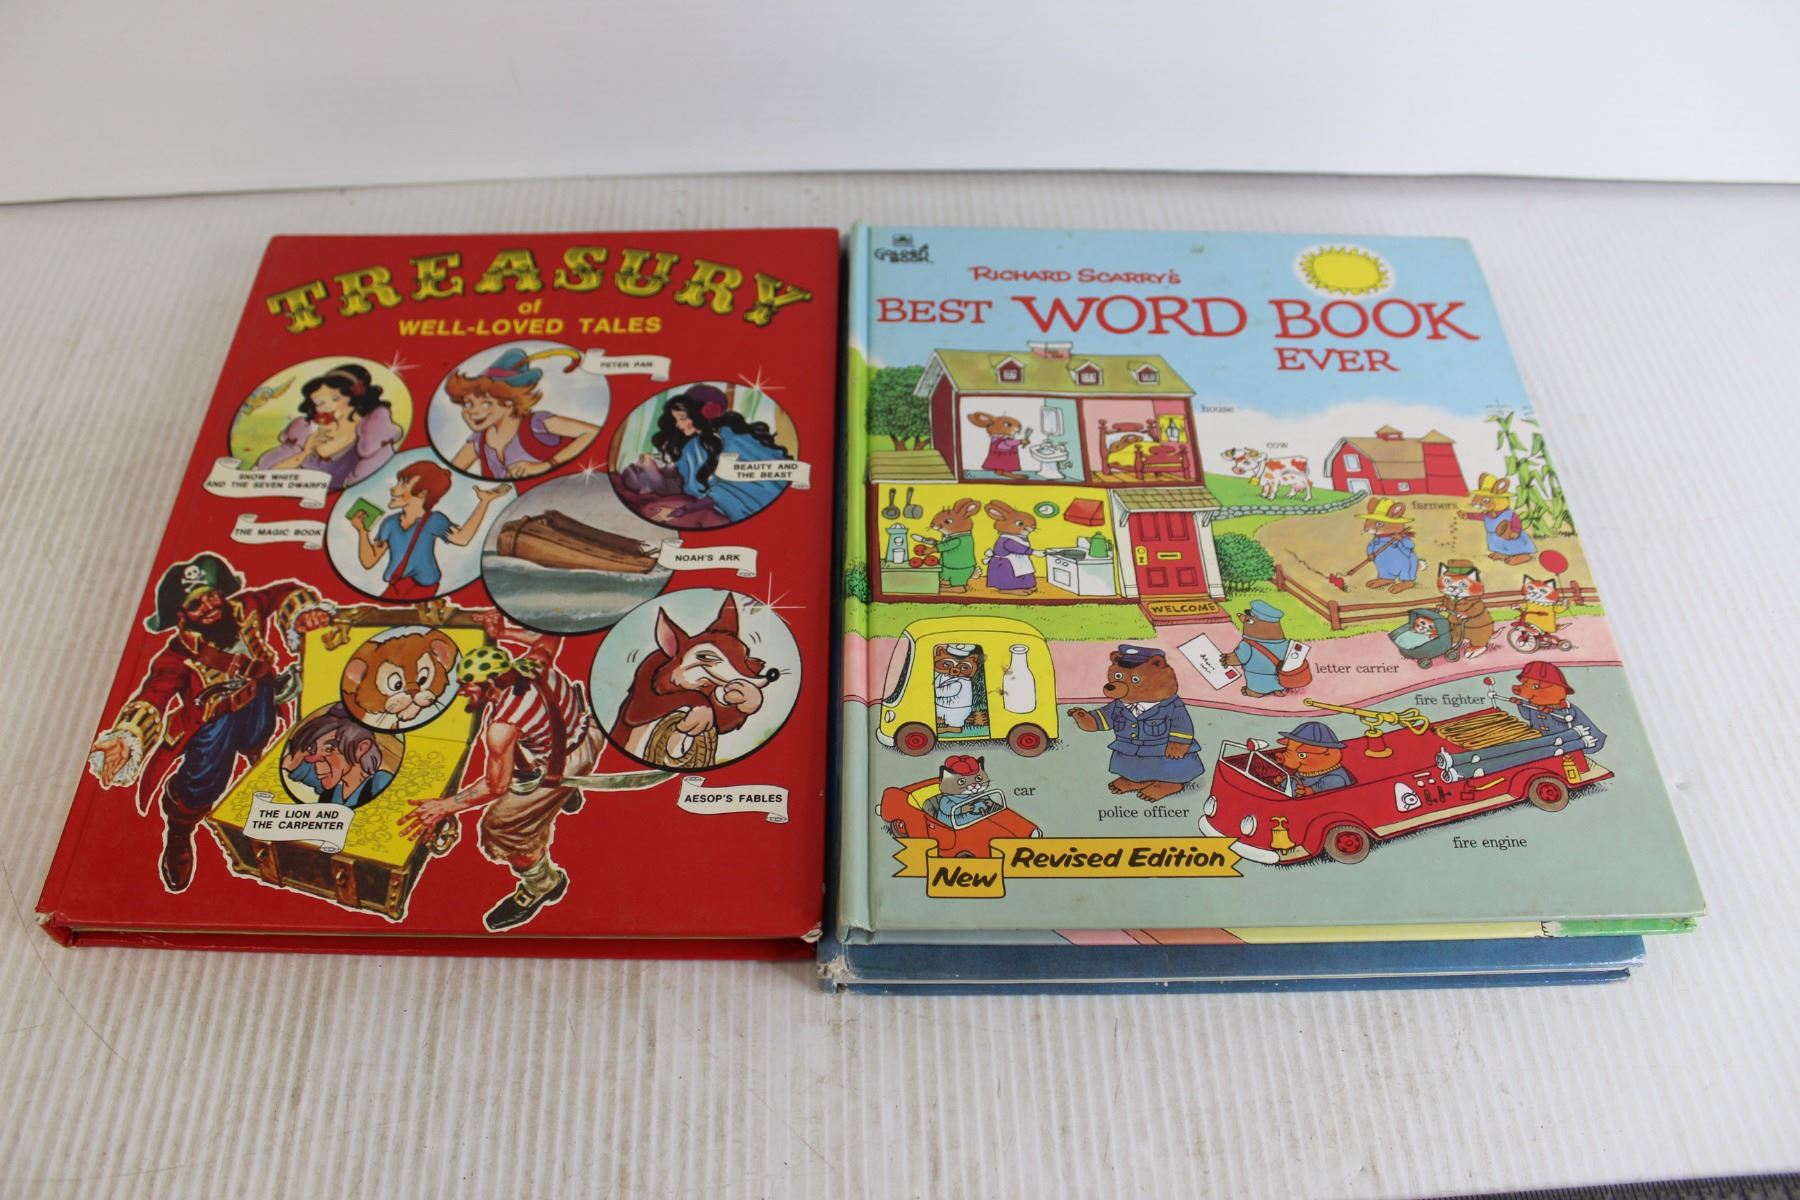 TREASURY
of
WELL-LOVED TALES
PETER PAN
SNOW WHITE
AND THE SEVEN DWARFS
BEAUTY AND
THE BEAST
THE MAGIC BOOK
NOAH'S ARK
AESOP'S FABLES
THE LION AND
THE CARPENTER
GOLDEN
BOOK
RICHARD SCARRY'S
BEST WORD BOOK
EVER
house
cow
farmers
WELCOME
letter carrier
fire fighter
car
police officer
fire engine
New Revised Edition